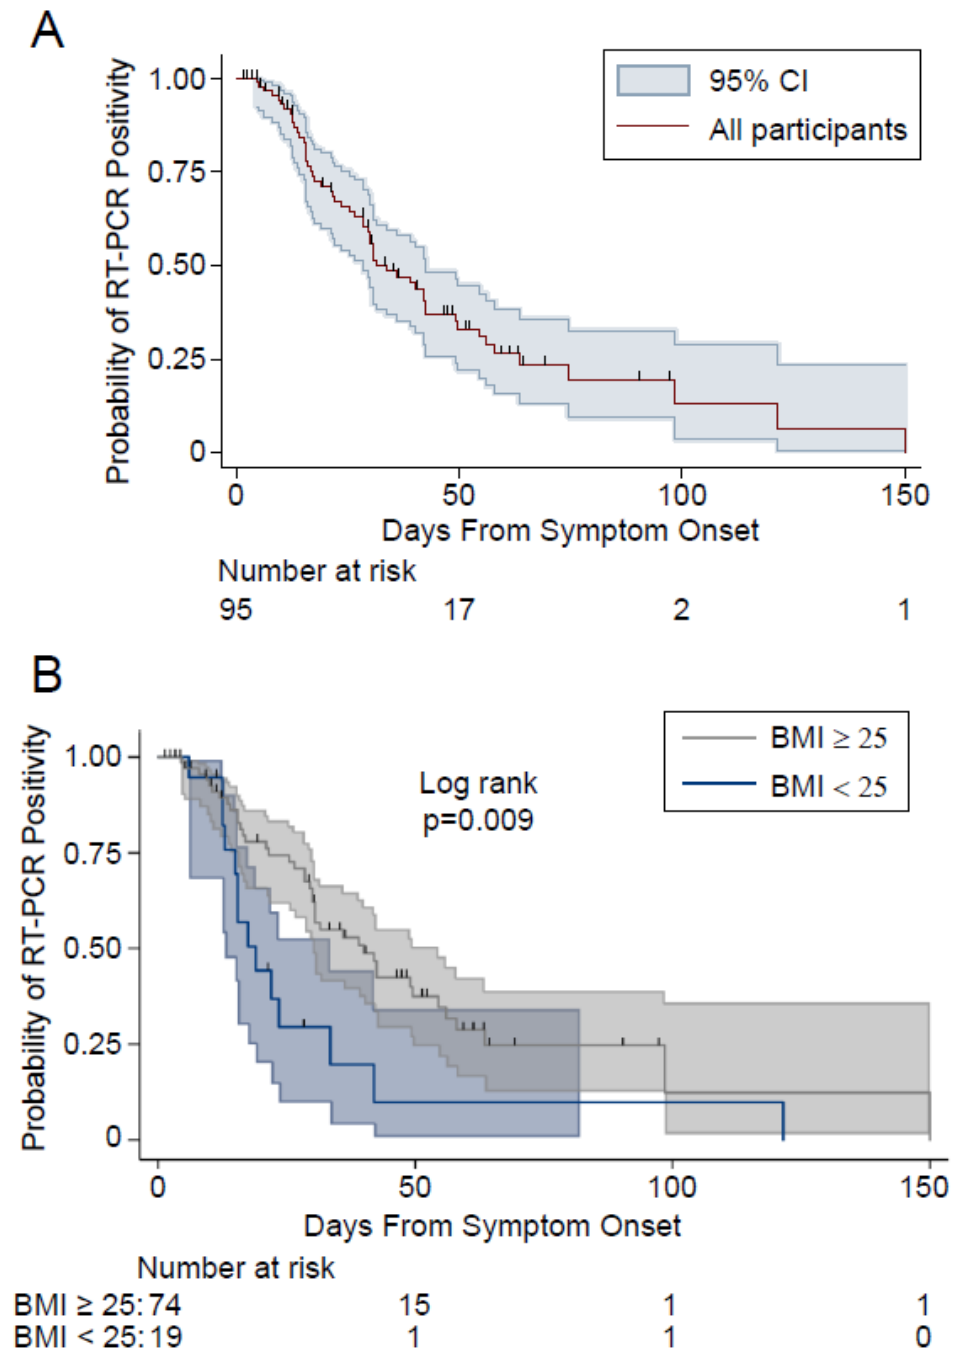 A
Probability of RT-PCR Positivity
1.00
0.75
0.50
0.25
0
95% CI
All participants
0 50 100 150
Days From Symptom Onset
Number at risk
95 17 2 1
B
Probability of RT-PCR Positivity
1.00
0.75
0.50
0.25
0
Log rank
p=0.009
BMI ≥ 25
BMI < 25
0 50 100 150
Days From Symptom Onset
Number at risk
BMI ≥ 25: 74 15 1 1
BMI < 25: 19 1 1 0